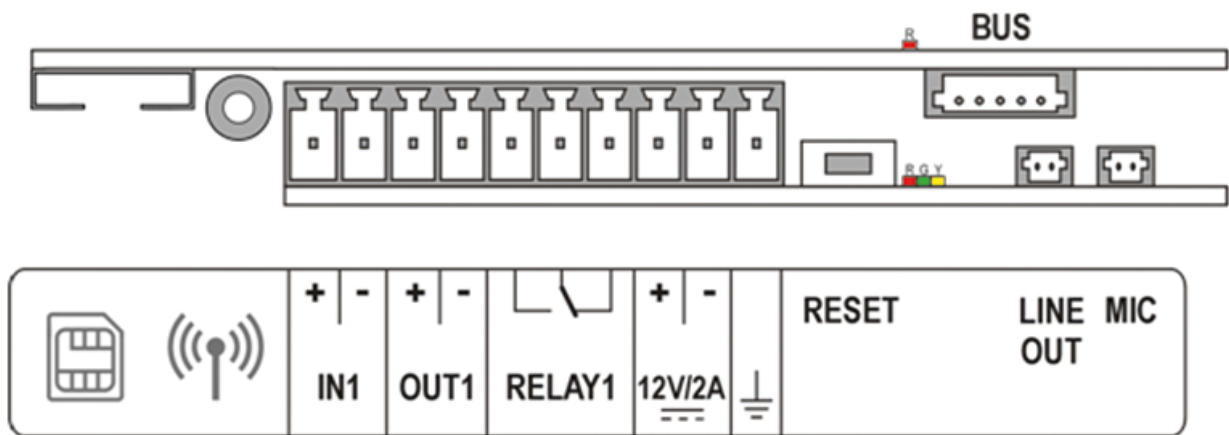 R
BUS
R G Y
+ - + - + -
RESET
LINE MIC
OUT
IN1 OUT1 RELAY1 12V/2A